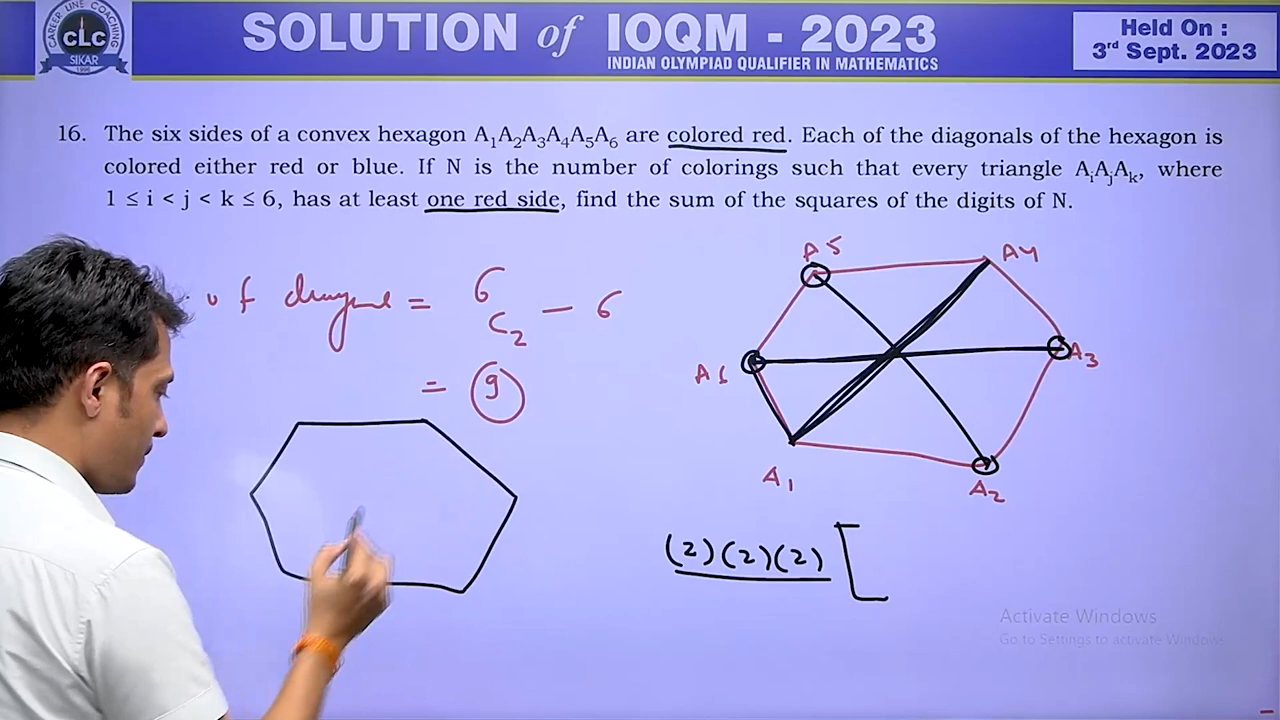 CAREER LINE COACHING
CLC
SIKAR
SOLUTION of IOQM - 2023
INDIAN OLYMPIAD QUALIFIER IN MATHEMATICS
Held On :
3rd Sept. 2023
16. The six sides of a convex hexagon A₁A₂A₃A₄A₅A₆ are colored red. Each of the diagonals of the hexagon is
colored either red or blue. If N is the number of colorings such that every triangle AᵢAⱼAₖ, where
1 ≤ i < j < k ≤ 6, has at least one red side, find the sum of the squares of the digits of N.
of = 6C₂ - 6
= 9
A5
A4
A6
A3
A1
A2
(2)(2)(2) [
Activate Windows
Go to Settings to activate Windows